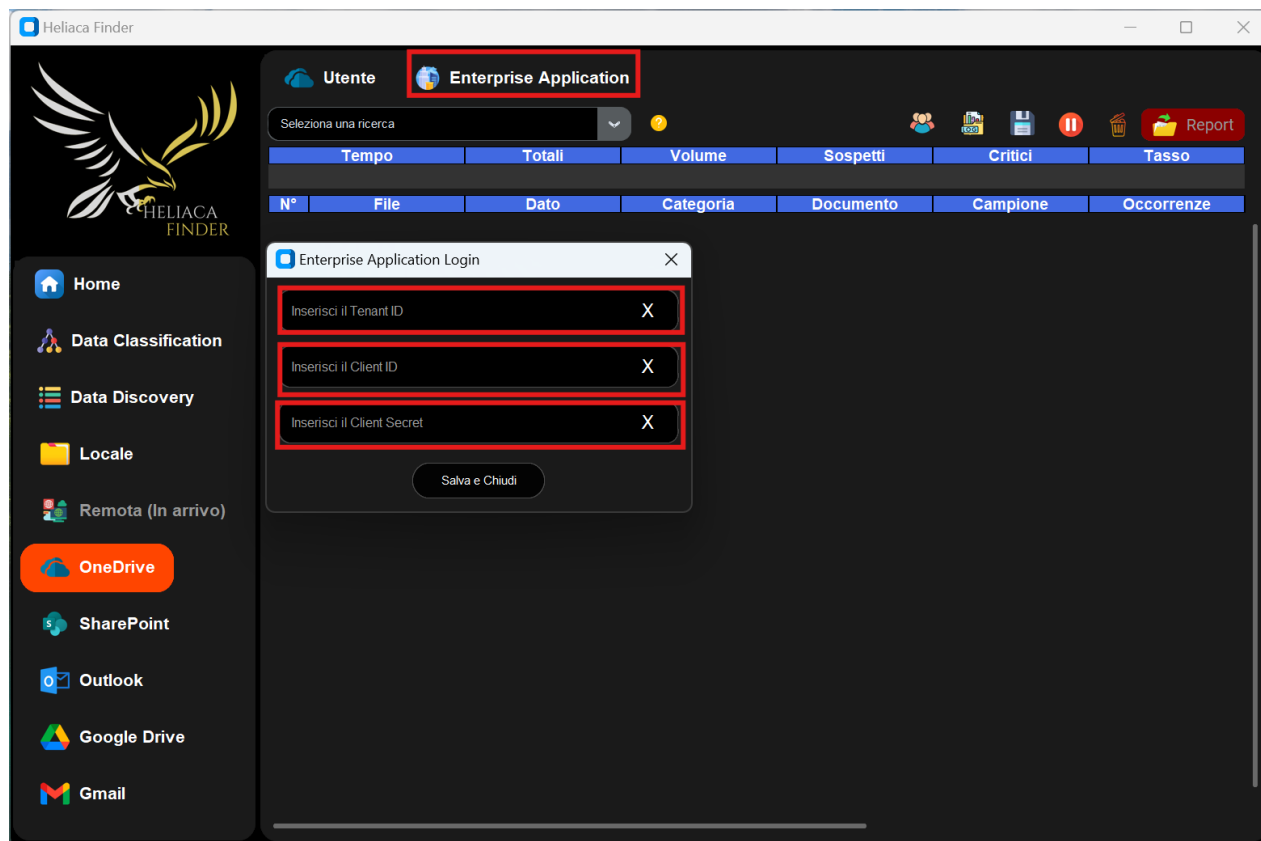 Heliaca Finder
HELIACA
FINDER
Home
Data Classification
Data Discovery
Locale
Remota (In arrivo)
OneDrive
SharePoint
Outlook
Google Drive
Gmail
Utente Enterprise Application
Seleziona una ricerca ? Report
Tempo Totali Volume Sospetti Critici Tasso
N° File Dato Categoria Documento Campione Occorrenze
Enterprise Application Login
Inserisci il Tenant ID X
Inserisci il Client ID X
Inserisci il Client Secret X
Salva e Chiudi